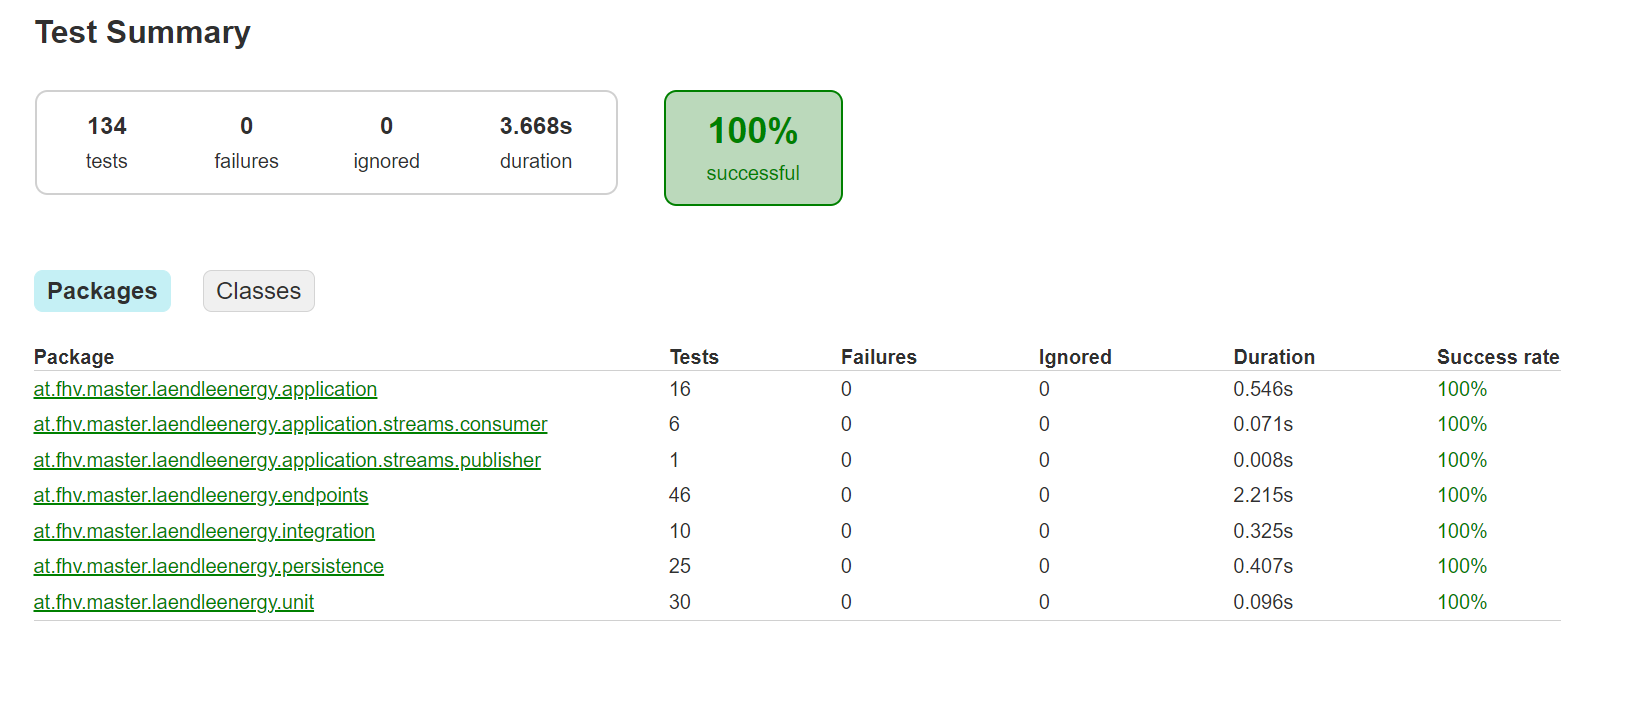 Test Summary
134 0 0 3.668s
tests failures ignored duration
100%
successful
Packages Classes
Package Tests Failures Ignored Duration Success rate
at.fhv.master.laendleenergy.application 16 0 0 0.546s 100%
at.fhv.master.laendleenergy.application.streams.consumer 6 0 0 0.071s 100%
at.fhv.master.laendleenergy.application.streams.publisher 1 0 0 0.008s 100%
at.fhv.master.laendleenergy.endpoints 46 0 0 2.215s 100%
at.fhv.master.laendleenergy.integration 10 0 0 0.325s 100%
at.fhv.master.laendleenergy.persistence 25 0 0 0.407s 100%
at.fhv.master.laendleenergy.unit 30 0 0 0.096s 100%